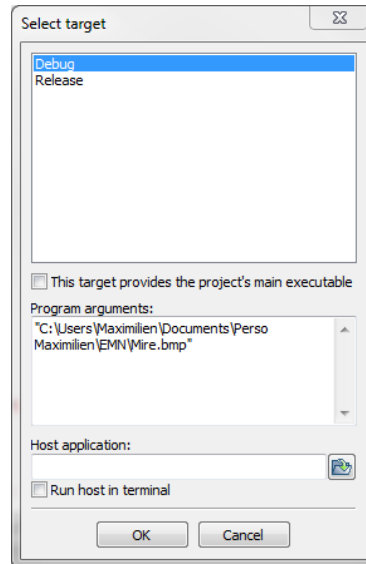 Select target
Debug
Release
This target provides the project's main executable
Program arguments:
"C:\Users\Maximilien\Documents\Perso
Maximilien\EMN\Mire.bmp"
Host application:
Run host in terminal
OK Cancel